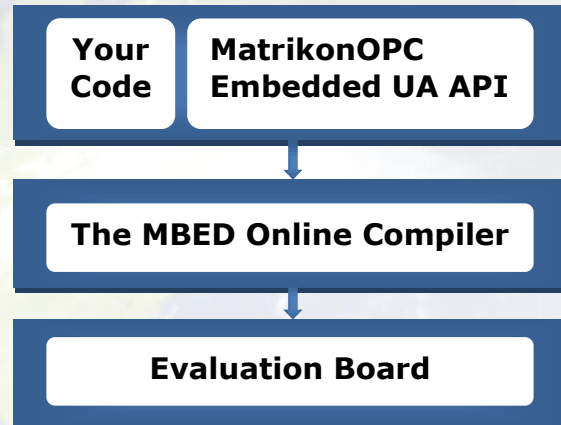 Your
Code
MatrikonOPC
Embedded UA API
The MBED Online Compiler
Evaluation Board